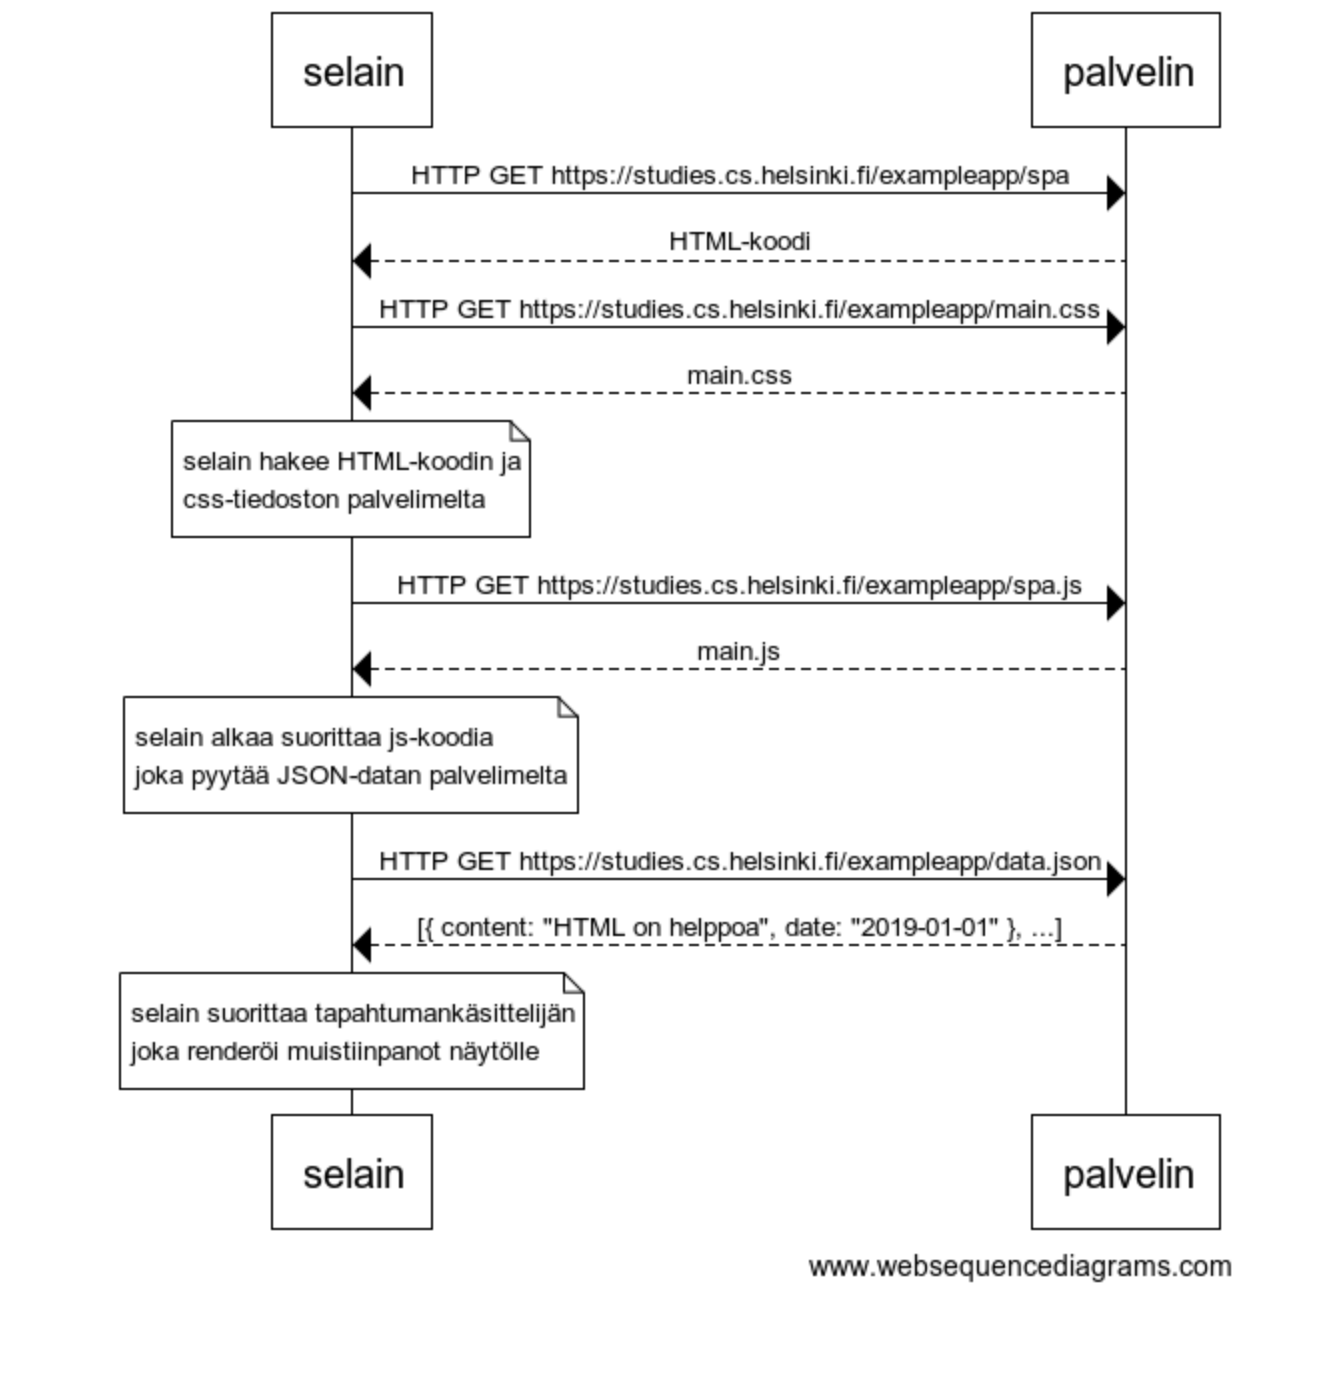 selain
palvelin
HTTP GET https://studies.cs.helsinki.fi/exampleapp/spa
HTML-koodi
HTTP GET https://studies.cs.helsinki.fi/exampleapp/main.css
main.css
selain hakee HTML-koodin ja
css-tiedoston palvelimelta
HTTP GET https://studies.cs.helsinki.fi/exampleapp/spa.js
main.js
selain alkaa suorittaa js-koodia
joka pyytää JSON-datan palvelimelta
HTTP GET https://studies.cs.helsinki.fi/exampleapp/data.json
[{ content: "HTML on helppoa", date: "2019-01-01" }, ...]
selain suorittaa tapahtumankäsittelijän
joka renderöi muistiinpanot näytölle
selain
palvelin
www.websequencediagrams.com